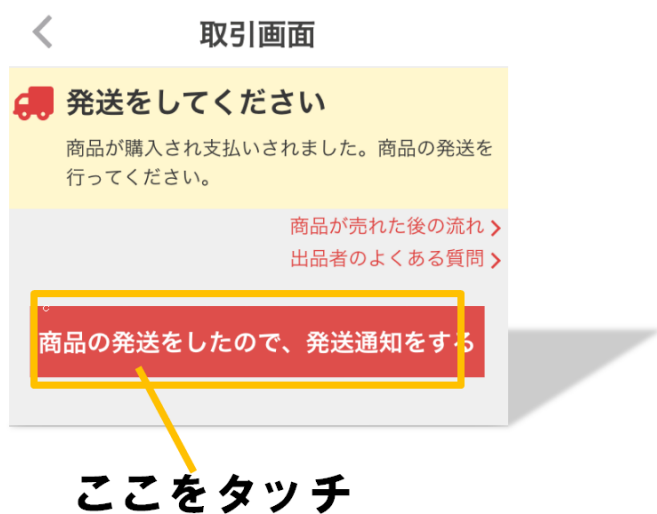 取引画面
発送をしてください
商品が購入され支払いされました。商品の発送を
行ってください。
商品が売れた後の流れ
出品者のよくある質問
商品の発送をしたので、発送通知をする
ここをタッチ